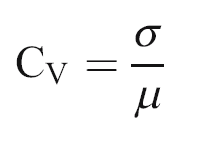 C_V = σ/μ